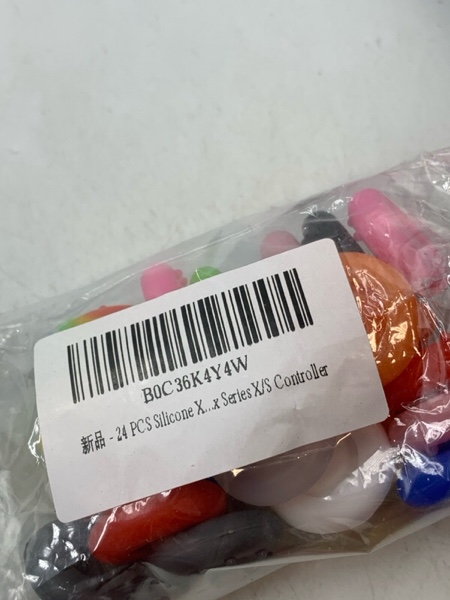 B0C36K4Y4W
新品 - 24 PCS Silicone X...x Series X/S Controller